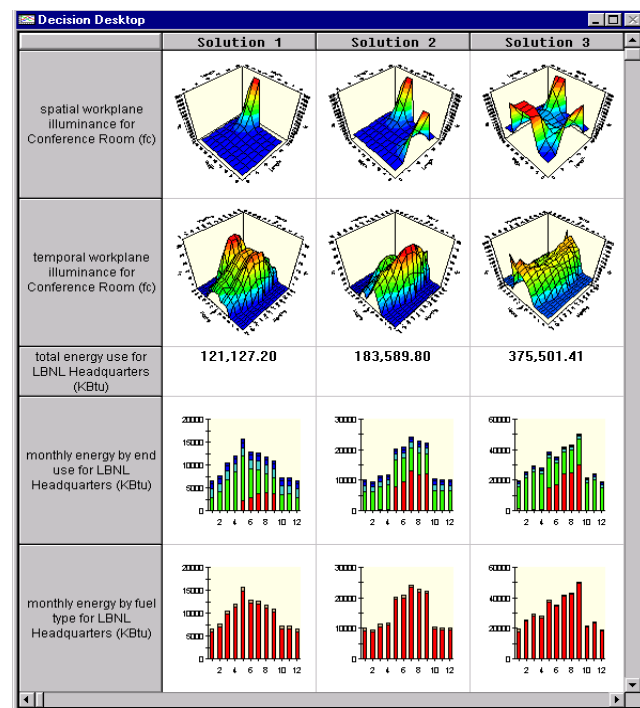 Decision Desktop
Solution 1
Solution 2
Solution 3
spatial workplane
illuminance for
Conference Room (fc)
temporal workplane
illuminance for
Conference Room (fc)
total energy use for
LBNL Headquarters
(KBtu)
121,127.20
183,589.80
375,501.41
monthly energy by end
use for LBNL
Headquarters (KBtu)
20000
15000
10000
5000
0
2 4 6 8 10 12
30000
20000
10000
0
2 4 6 8 10 12
60000
40000
20000
0
2 4 6 8 10 12
monthly energy by fuel
type for LBNL
Headquarters (KBtu)
20000
15000
10000
5000
0
2 4 6 8 10 12
30000
20000
10000
0
2 4 6 8 10 12
60000
40000
20000
0
2 4 6 8 10 12